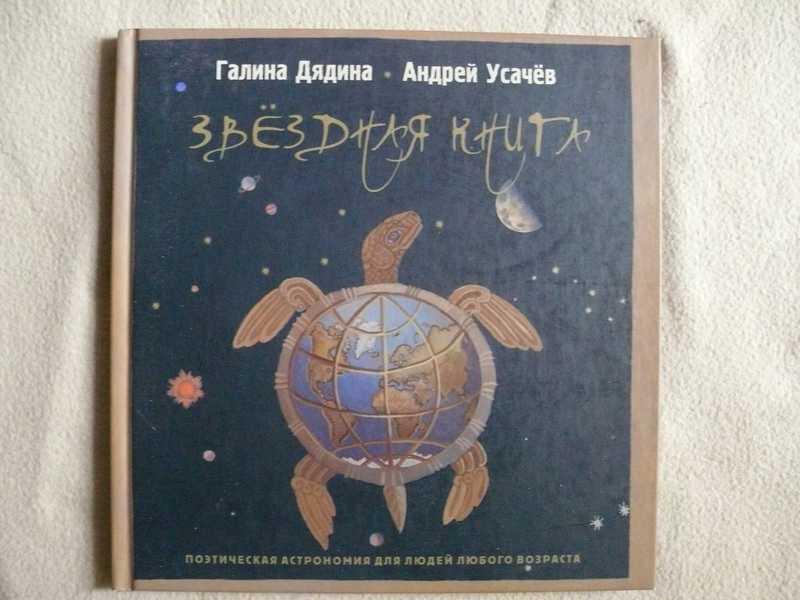 Галина Дядина • Андрей Усачёв
ЗВЁЗДНАЯ КНИГА
ПОЭТИЧЕСКАЯ АСТРОНОМИЯ ДЛЯ ЛЮДЕЙ ЛЮБОГО ВОЗРАСТА